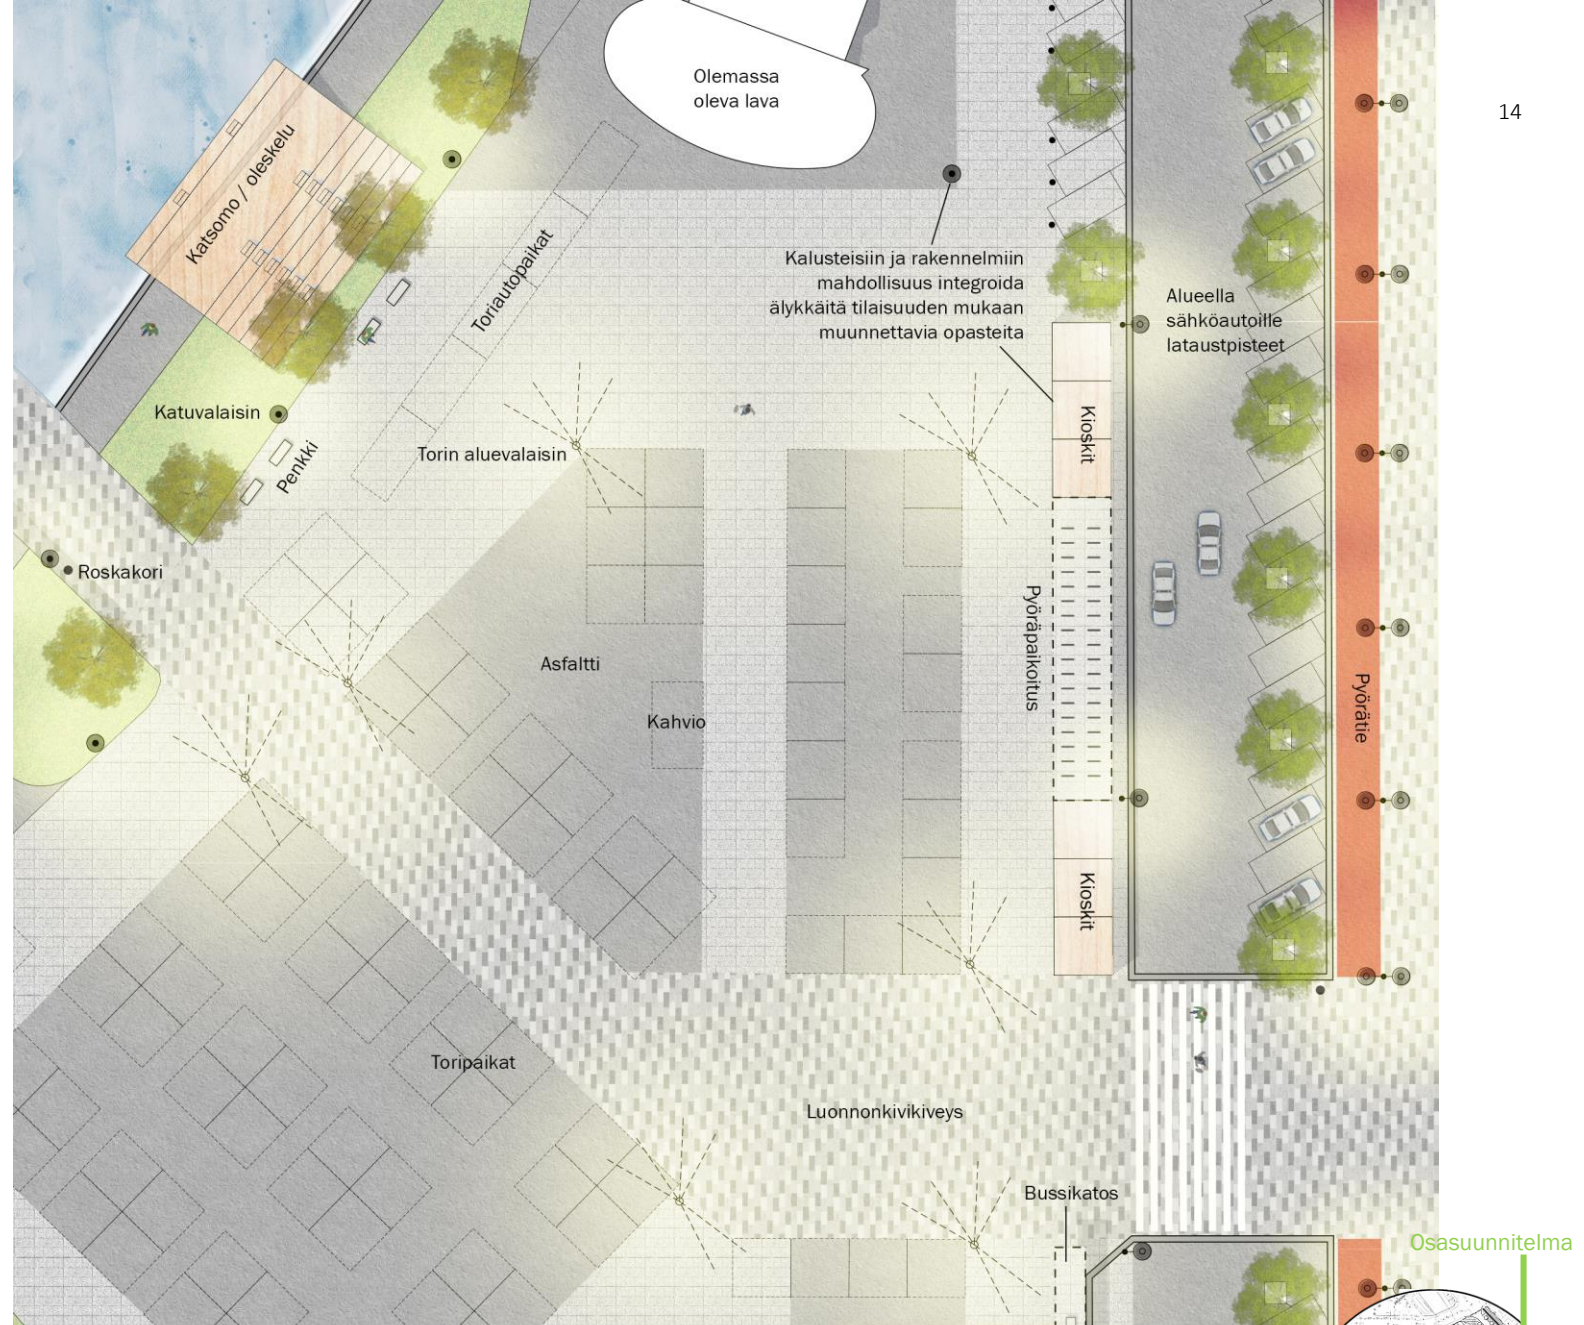 Olemassa
oleva lava
14
Katsomo / oleskelu
Toriautopaikat
Kalusteisiin ja rakennelmiin
mahdollisuus integroida
älykkäitä tilaisuuden mukaan
muunnettavia opasteita
Alueella
sähköautoille
lataustpisteet
Katuvalaisin
Penkki
Torin aluevalaisin
Kioskit
Roskakori
Pyöräpaikoitus
Asfaltti
Kahvio
Pyörätie
Kioskit
Toripaikat
Luonnonkivikiveys
Bussikatos
Osasuunnitelma